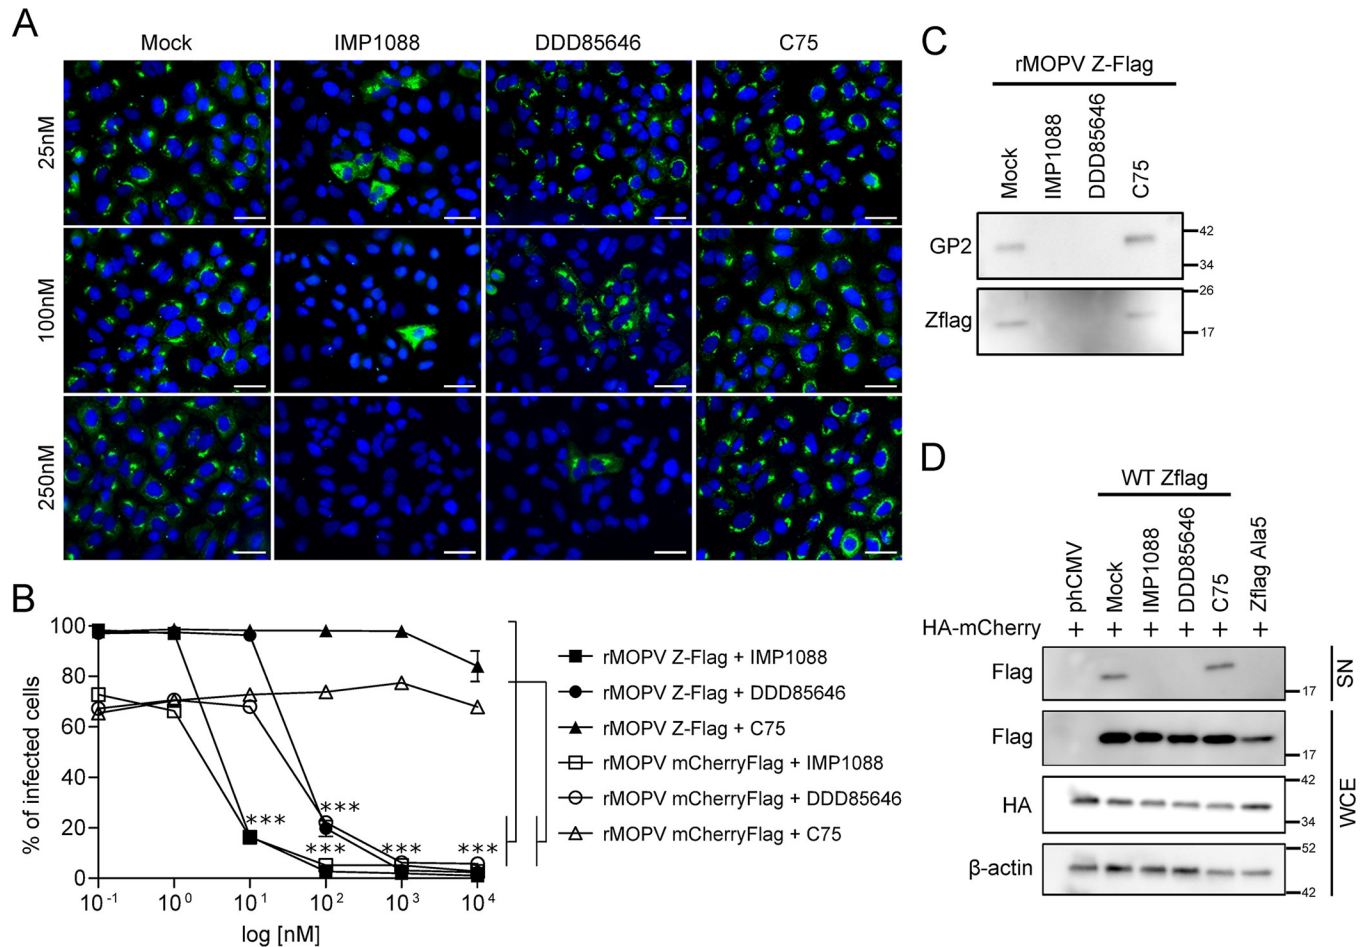 A
Mock
IMP1088
DDD85646
C75
25nM
100nM
250nM
B
% of infected cells
100
80
60
40
20
0
10⁻¹
10⁰
10¹
10²
10³
10⁴
log [nM]
***
***
***
***
***
rMOPV Z-Flag + IMP1088
rMOPV Z-Flag + DDD85646
rMOPV Z-Flag + C75
rMOPV mCherryFlag + IMP1088
rMOPV mCherryFlag + DDD85646
rMOPV mCherryFlag + C75
C
rMOPV Z-Flag
Mock
IMP1088
DDD85646
C75
GP2
42
34
Zflag
26
17
D
WT Zflag
phCMV
Mock
IMP1088
DDD85646
C75
Zflag Ala5
HA-mCherry + + + + + +
Flag
17
SN
Flag
17
HA
42
34
β-actin
52
42
WCE